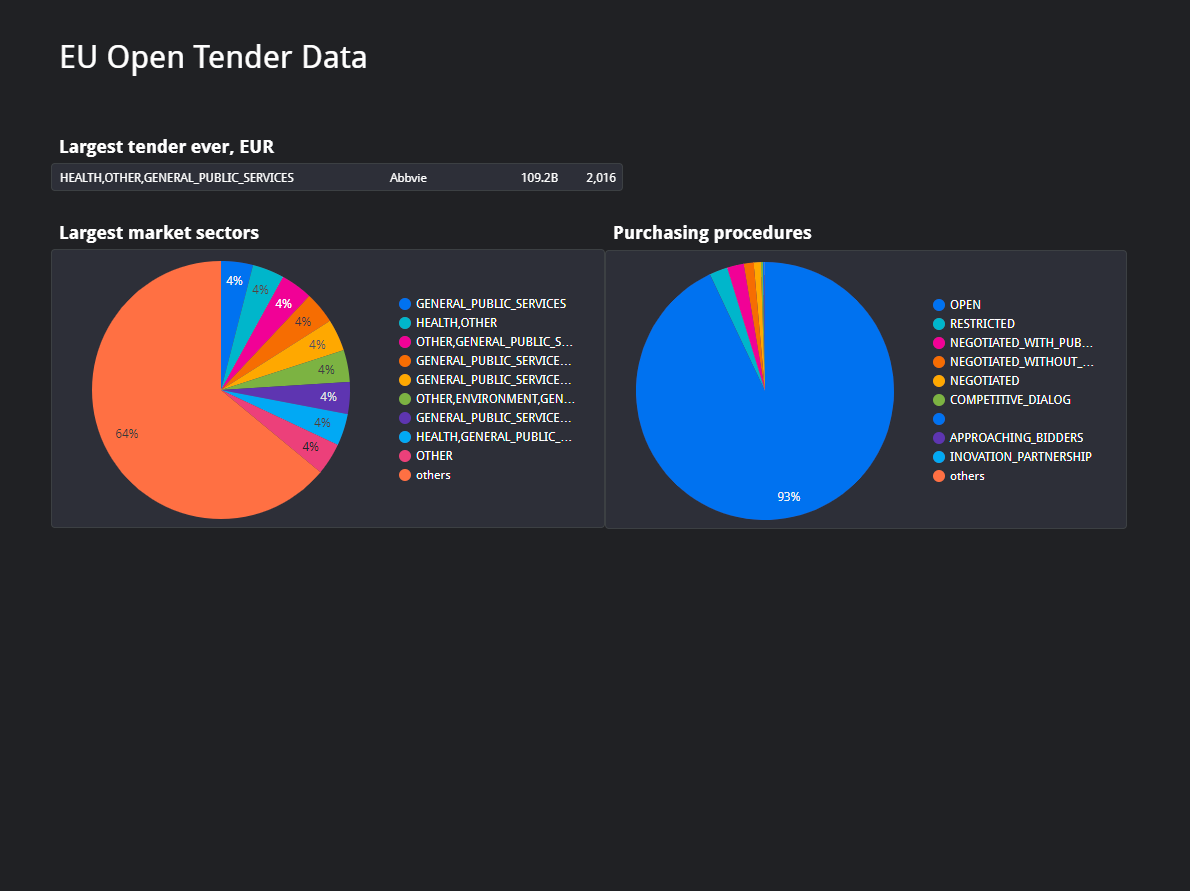 EU Open Tender Data
Largest tender ever, EUR
HEALTH,OTHER,GENERAL_PUBLIC_SERVICES Abbvie 109.2B 2,016
Largest market sectors
4%
4%
4%
4%
4%
4%
4%
4%
4%
64%
GENERAL_PUBLIC_SERVICES
HEALTH,OTHER
OTHER,GENERAL_PUBLIC_S...
GENERAL_PUBLIC_SERVICE...
GENERAL_PUBLIC_SERVICE...
OTHER,ENVIRONMENT,GEN...
GENERAL_PUBLIC_SERVICE...
HEALTH,GENERAL_PUBLIC_...
OTHER
others
Purchasing procedures
93%
OPEN
RESTRICTED
NEGOTIATED_WITH_PUB...
NEGOTIATED_WITHOUT_...
NEGOTIATED
COMPETITIVE_DIALOG
APPROACHING_BIDDERS
INOVATION_PARTNERSHIP
others